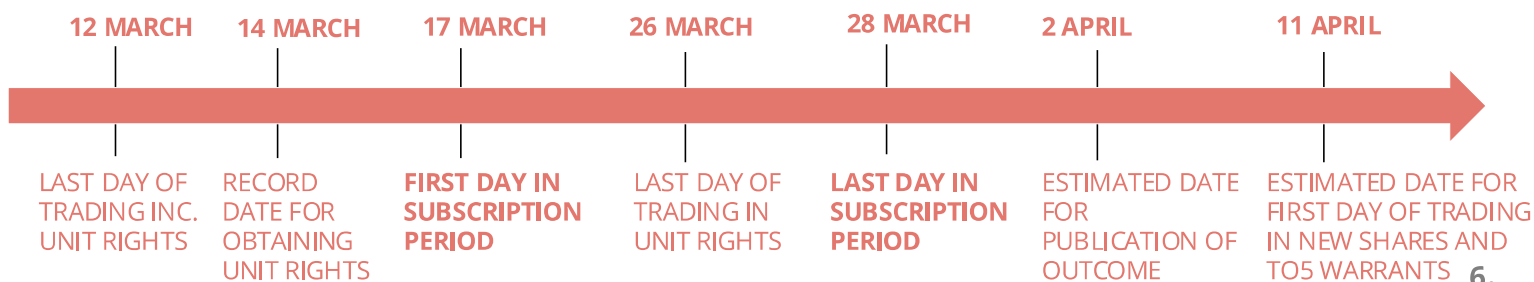 12 MARCH
14 MARCH
17 MARCH
26 MARCH
28 MARCH
2 APRIL
11 APRIL
LAST DAY OF
TRADING INC.
UNIT RIGHTS
RECORD
DATE FOR
OBTAINING
UNIT RIGHTS
FIRST DAY IN
SUBSCRIPTION
PERIOD
LAST DAY OF
TRADING IN
UNIT RIGHTS
LAST DAY IN
SUBSCRIPTION
PERIOD
ESTIMATED DATE
FOR
PUBLICATION OF
OUTCOME
ESTIMATED DATE FOR
FIRST DAY OF TRADING
IN NEW SHARES AND
TO5 WARRANTS
6.